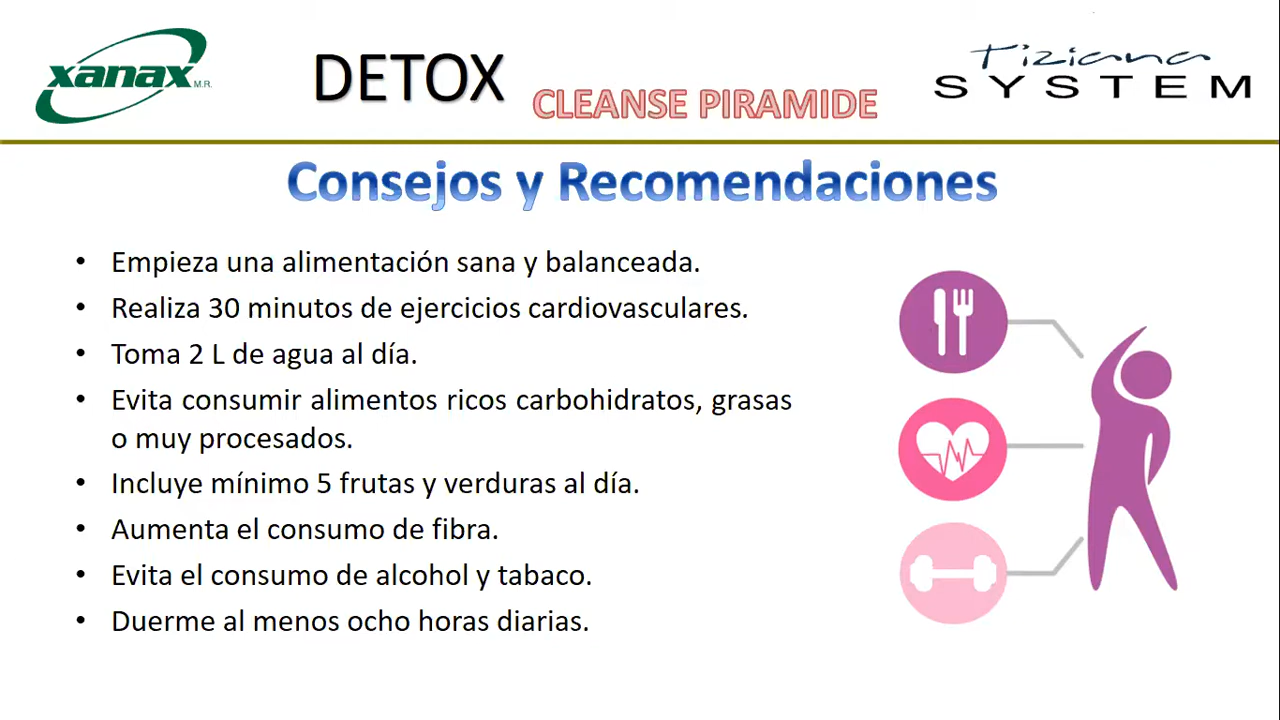 xanax M.R.
DETOX
CLEANSE PIRAMIDE
Tiziana
SYSTEM
Consejos y Recomendaciones
• Empieza una alimentación sana y balanceada.
• Realiza 30 minutos de ejercicios cardiovasculares.
• Toma 2 L de agua al día.
• Evita consumir alimentos ricos carbohidratos, grasas
o muy procesados.
• Incluye mínimo 5 frutas y verduras al día.
• Aumenta el consumo de fibra.
• Evita el consumo de alcohol y tabaco.
• Duerme al menos ocho horas diarias.